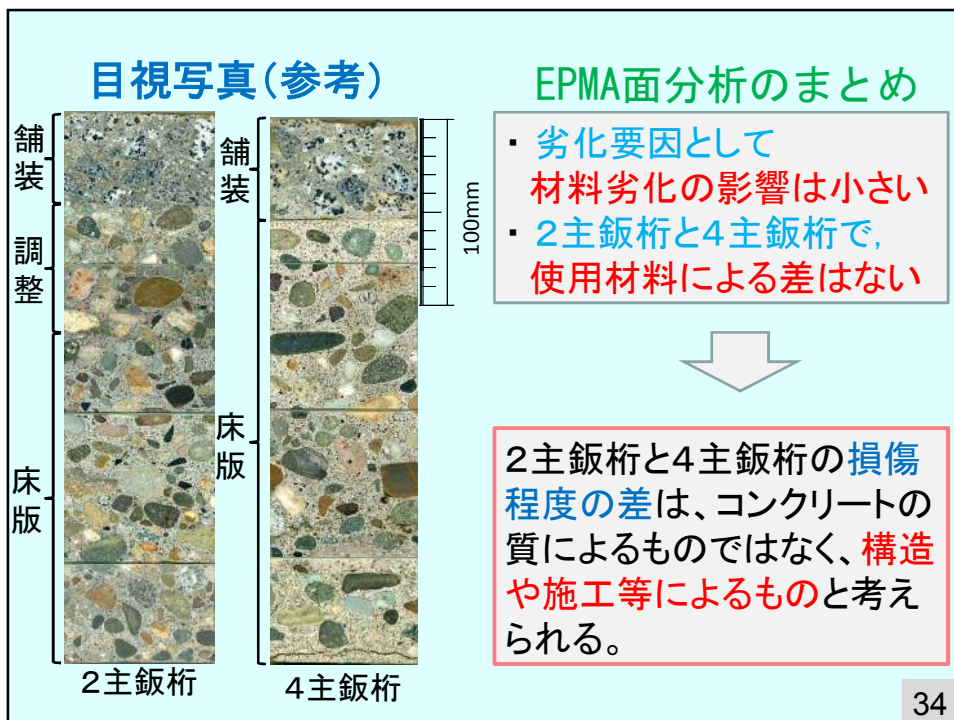 目視写真（参考）
舗装
調整
床版
2主鈑桁
舗装
床版
4主鈑桁
100mm
EPMA面分析のまとめ
・ 劣化要因として
材料劣化の影響は小さい
・ 2主鈑桁と4主鈑桁で,
使用材料による差はない
2主鈑桁と4主鈑桁の損傷
程度の差は、コンクリートの
質によるものではなく、構造
や施工等によるものと考え
られる。
34